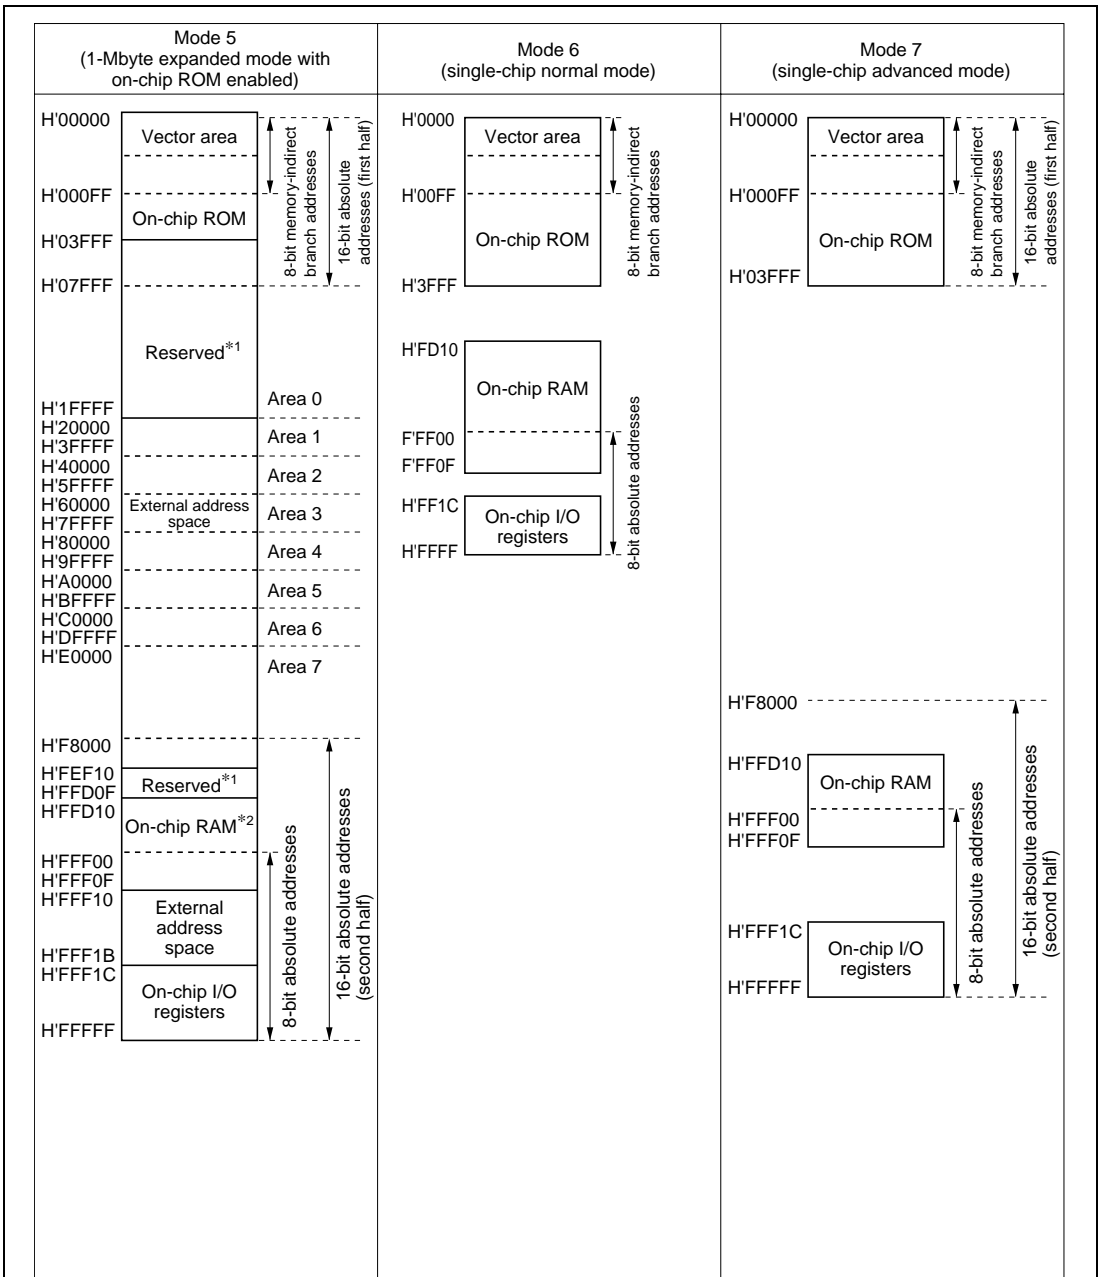 Mode 5
(1-Mbyte expanded mode with
on-chip ROM enabled)
Mode 6
(single-chip normal mode)
Mode 7
(single-chip advanced mode)
H'00000
Vector area
H'000FF
On-chip ROM
H'03FFF
H'07FFF
8-bit memory-indirect
branch addresses
16-bit absolute
addresses (first half)
Reserved*1
H'1FFFF
Area 0
H'20000
Area 1
H'3FFFF
H'40000
Area 2
H'5FFFF
H'60000
External address
space
Area 3
H'7FFFF
H'80000
Area 4
H'9FFFF
H'A0000
Area 5
H'BFFFF
H'C0000
Area 6
H'DFFFF
H'E0000
Area 7
H'F8000
H'FEF10
Reserved*1
H'FFD0F
H'FFD10
On-chip RAM*2
H'FFF00
H'FFF0F
H'FFF10
External
address
space
H'FFF1B
H'FFF1C
On-chip I/O
registers
H'FFFFF
8-bit absolute addresses
16-bit absolute addresses
(second half)
H'0000
Vector area
H'00FF
On-chip ROM
H'3FFF
8-bit memory-indirect
branch addresses
H'FD10
On-chip RAM
F'FF00
F'FF0F
H'FF1C
On-chip I/O
registers
H'FFFF
8-bit absolute addresses
H'00000
Vector area
H'000FF
On-chip ROM
H'03FFF
8-bit memory-indirect
branch addresses
16-bit absolute
addresses (first half)
H'F8000
H'FFD10
On-chip RAM
H'FFF00
H'FFF0F
H'FFF1C
On-chip I/O
registers
H'FFFFF
8-bit absolute addresses
16-bit absolute addresses
(second half)